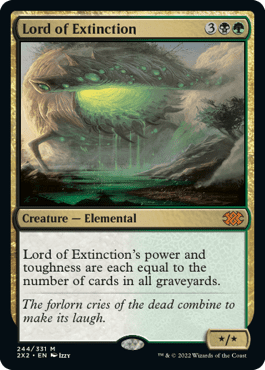 Lord of Extinction 3
Creature — Elemental
Lord of Extinction's power and
toughness are each equal to the
number of cards in all graveyards.
The forlorn cries of the dead combine to
make its laugh.
*/*
244/331 M
2X2 • EN Izzy
™ & © 2022 Wizards of the Coast